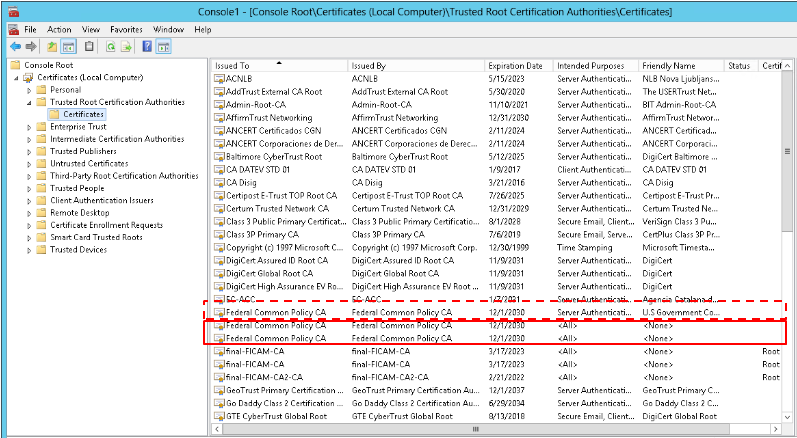 Console1 - [Console Root\Certificates (Local Computer)\Trusted Root Certification Authorities\Certificates]
File Action View Favorites Window Help
Console Root
Certificates (Local Computer)
Personal
Trusted Root Certification Authorities
Certificates
Enterprise Trust
Intermediate Certification Authorities
Trusted Publishers
Untrusted Certificates
Third-Party Root Certification Authorities
Trusted People
Client Authentication Issuers
Remote Desktop
Certificate Enrollment Requests
Smart Card Trusted Roots
Trusted Devices
Issued To Issued By Expiration Date Intended Purposes Friendly Name Status Certif
ACNLB ACNLB 5/15/2023 Server Authenticati... NLB Nova Ljubljans...
AddTrust External CA Root AddTrust External CA Root 5/30/2020 Server Authenticati... The USERTrust Net...
Admin-Root-CA Admin-Root-CA 11/10/2021 Server Authenticati... BIT Admin-Root-CA
AffirmTrust Networking AffirmTrust Networking 12/31/2030 Server Authenticati... AffirmTrust Networ...
ANCERT Certificados CGN ANCERT Certificados CGN 2/11/2024 Server Authenticati... ANCERT Certificad...
ANCERT Corporaciones de Der... ANCERT Corporaciones de Derec... 2/11/2024 Server Authenticati... ANCERT Corporaci...
Baltimore CyberTrust Root Baltimore CyberTrust Root 5/12/2025 Server Authenticati... DigiCert Baltimore ...
CA DATEV STD 01 CA DATEV STD 01 1/9/2017 Client Authenticati... CA DATEV STD 01
CA Disig CA Disig 3/21/2016 Server Authenticati... CA Disig
Certipost E-Trust TOP Root CA Certipost E-Trust TOP Root CA 7/26/2025 Server Authenticati... Certipost E-Trust Pr...
Certum Trusted Network CA Certum Trusted Network CA 12/31/2029 Server Authenticati... Certum Trusted Ne...
Class 3 Public Primary Certificat... Class 3 Public Primary Certificatio... 8/1/2028 Secure Email, Client... VeriSign Class 3 Pu...
Class 3P Primary CA Class 3P Primary CA 7/6/2019 Secure Email, Serve... CertPlus Class 3P Pr...
Copyright (c) 1997 Microsoft C... Copyright (c) 1997 Microsoft Corp. 12/30/1999 Time Stamping Microsoft Timesta...
DigiCert Assured ID Root CA DigiCert Assured ID Root CA 11/9/2031 Server Authenticati... DigiCert
DigiCert Global Root CA DigiCert Global Root CA 11/9/2031 Server Authenticati... DigiCert
DigiCert High Assurance EV Ro... DigiCert High Assurance EV Root ... 11/9/2031 Server Authenticati... DigiCert
EC-ACC EC-ACC 1/7/2031 Server Authenticati... Agencia Catalana d...
Federal Common Policy CA Federal Common Policy CA 12/1/2030 Server Authenticati... U.S Government Co...
Federal Common Policy CA Federal Common Policy CA 12/1/2030 <All> <None>
Federal Common Policy CA Federal Common Policy CA 12/1/2030 <All> <None>
final-FICAM-CA final-FICAM-CA 3/17/2023 <All> <None> Root
final-FICAM-CA final-FICAM-CA 3/17/2023 <All> <None> Root
final-FICAM-CA2-CA final-FICAM-CA2-CA 2/21/2022 <All> <None> Root
GeoTrust Primary Certification ... GeoTrust Primary Certification Au... 12/1/2037 Server Authenticati... GeoTrust Primary C...
Go Daddy Class 2 Certification ... Go Daddy Class 2 Certification Au... 6/29/2034 Server Authenticati... Go Daddy Class 2 C...
GTE CyberTrust Global Root GTE CyberTrust Global Root 8/13/2018 Secure Email, Client... DigiCert Global Root